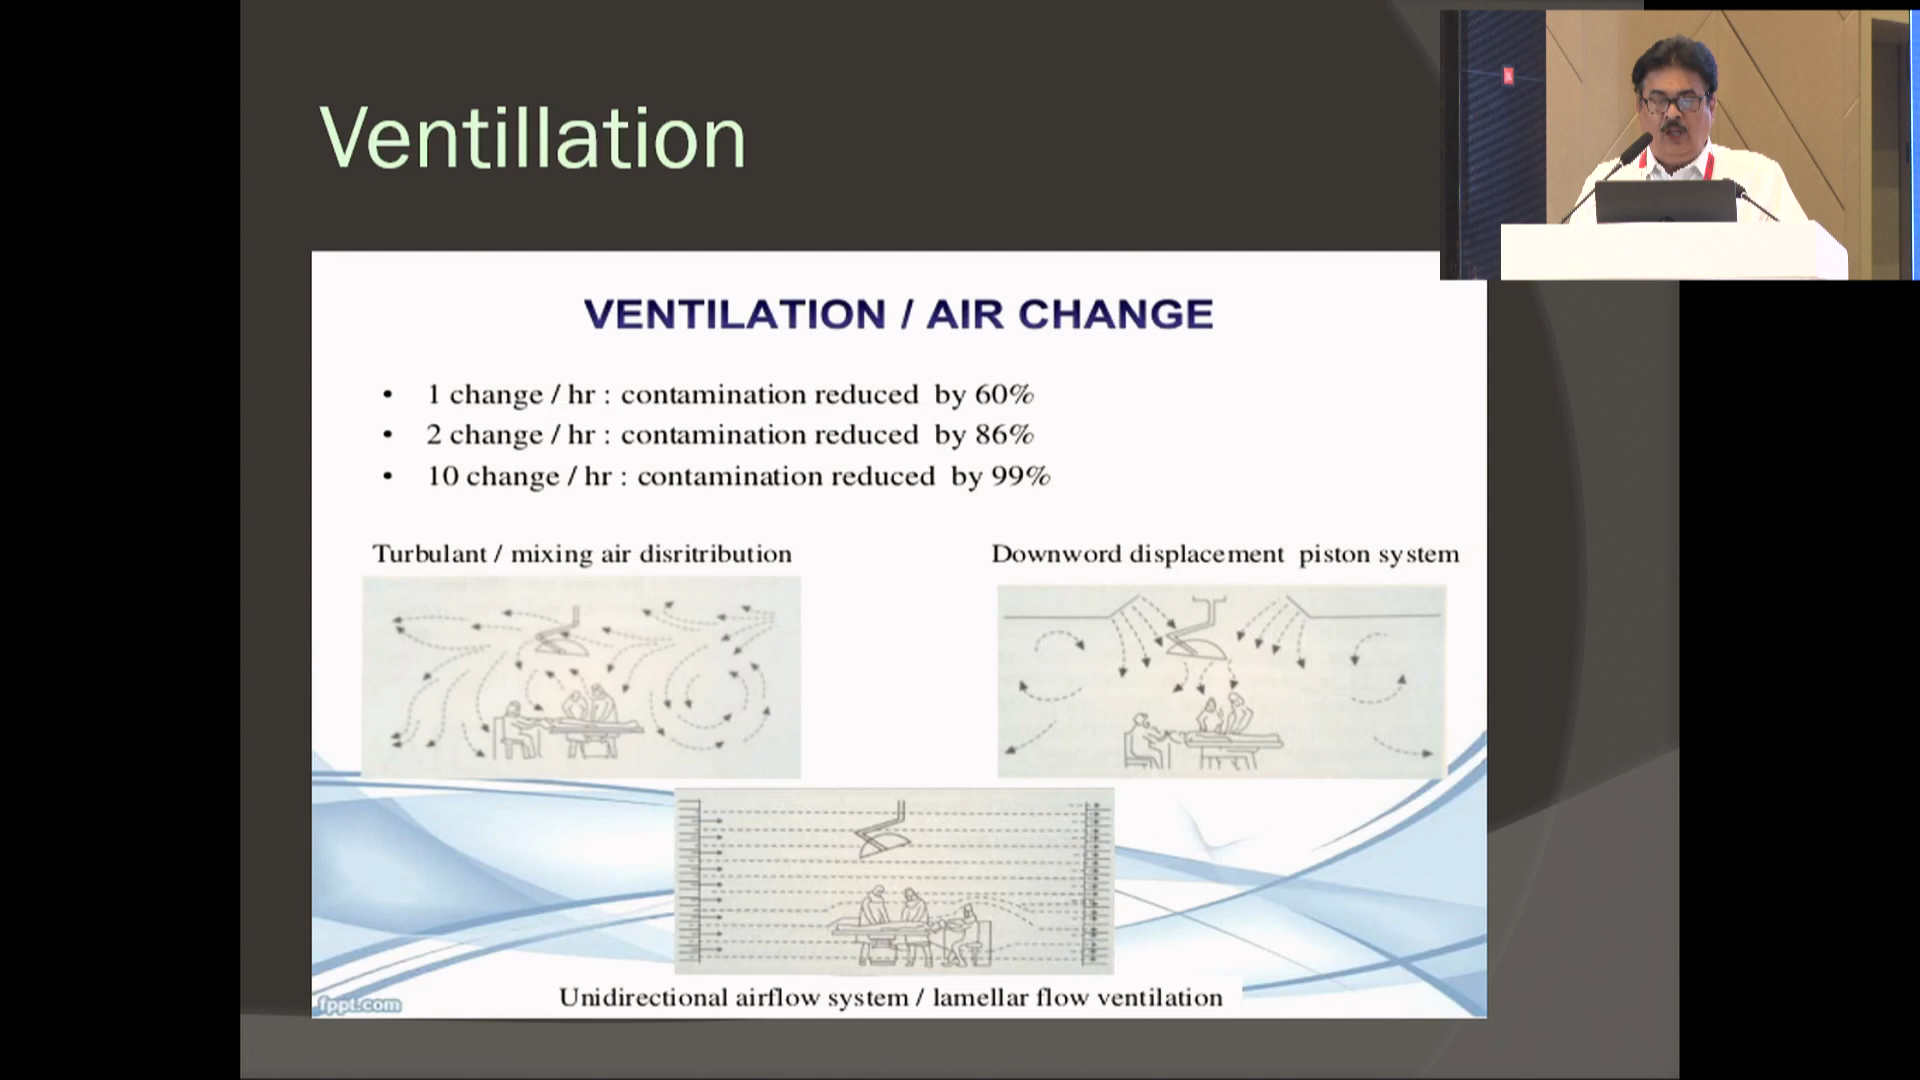 Ventillation
VENTILATION / AIR CHANGE
• 1 change / hr : contamination reduced by 60%
• 2 change / hr : contamination reduced by 86%
• 10 change / hr : contamination reduced by 99%
Turbulant / mixing air disritribution
Downword displacement piston system
Unidirectional airflow system / lamellar flow ventilation
fppt.com